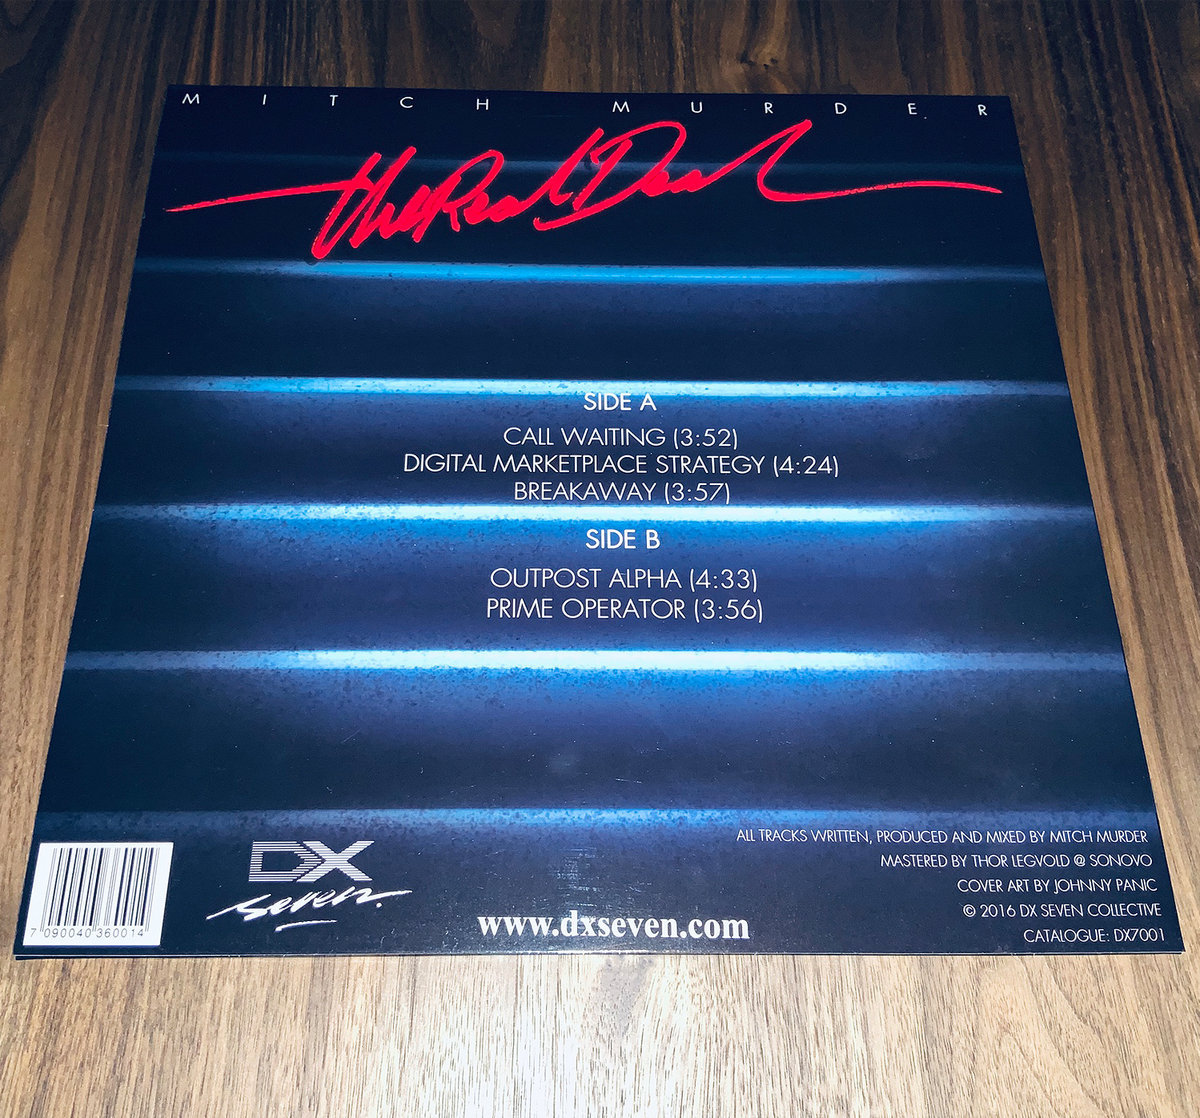 MITCH MURDER
the Real Deal
SIDE A
CALL WAITING (3:52)
DIGITAL MARKETPLACE STRATEGY (4:24)
BREAKAWAY (3:57)
SIDE B
OUTPOST ALPHA (4:33)
PRIME OPERATOR (3:56)
ALL TRACKS WRITTEN, PRODUCED AND MIXED BY MITCH MURDER
MASTERED BY THOR LEGVOLD @ SONOVO
COVER ART BY JOHNNY PANIC
© 2016 DX SEVEN COLLECTIVE
CATALOGUE: DX7001
DX
seven.
www.dxseven.com
7 090040 360014